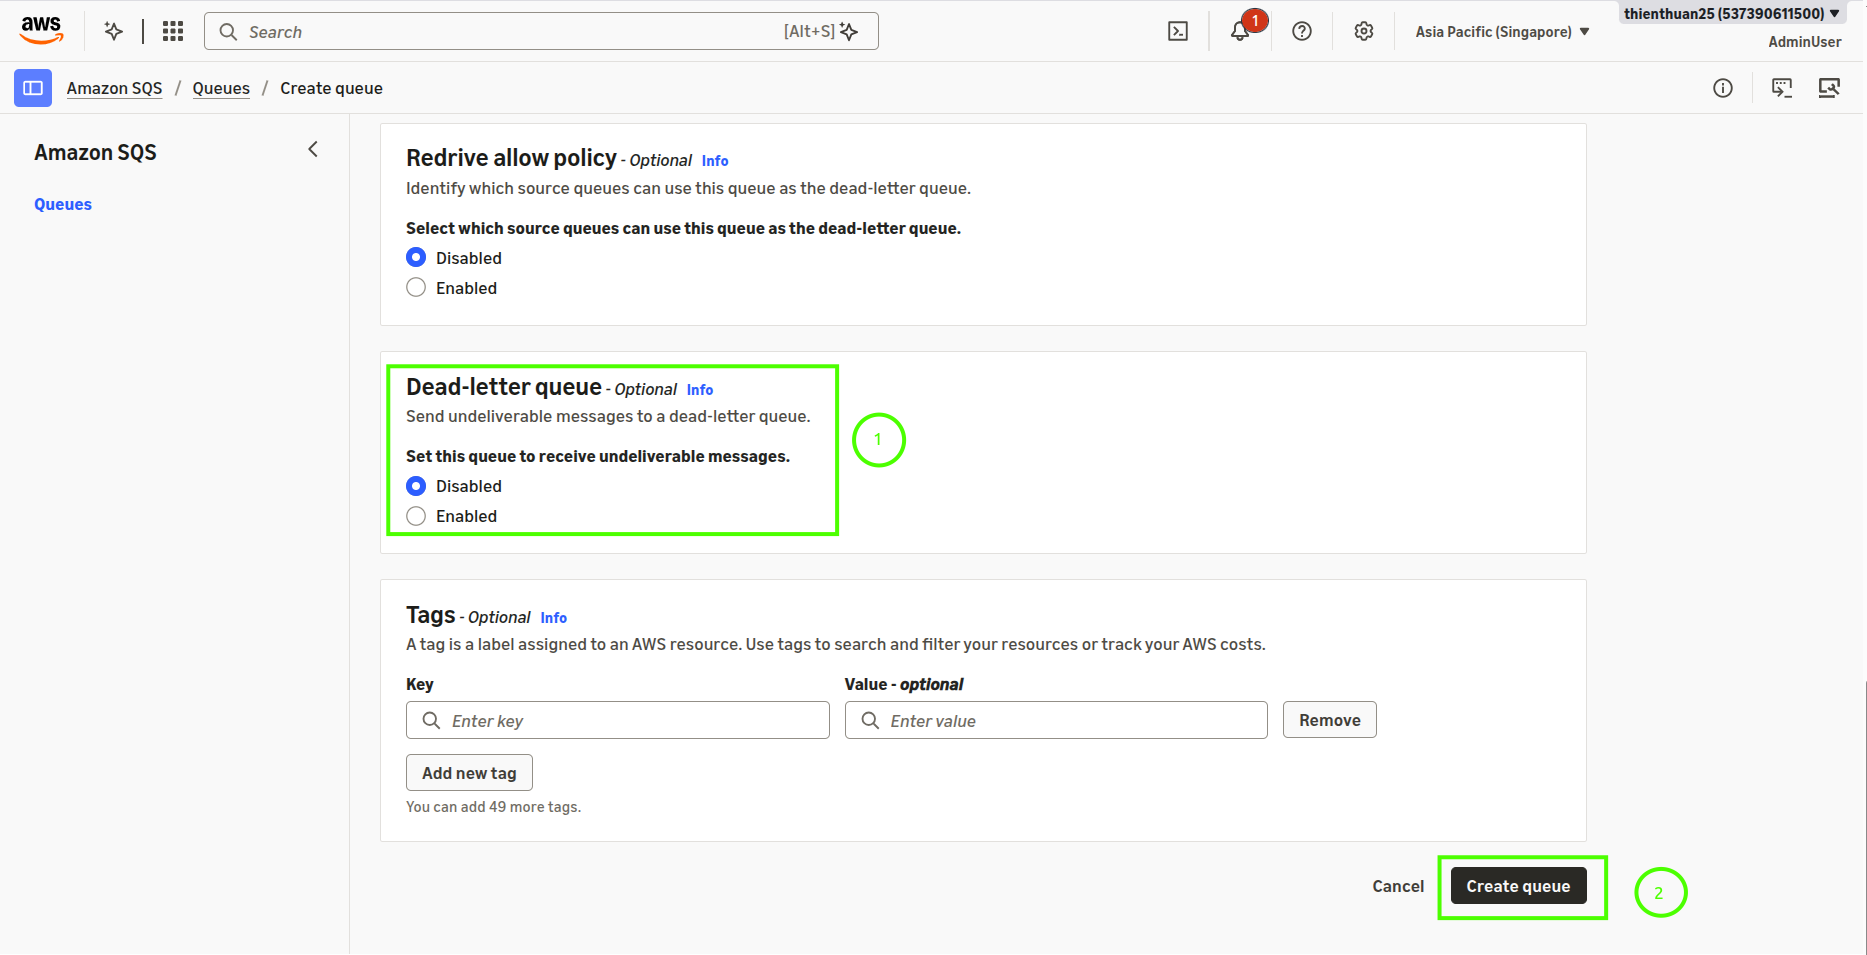 aws
Search
[Alt+S]
1
Asia Pacific (Singapore)
thienthuan25 (537390611500)
AdminUser
Amazon SQS / Queues / Create queue
Amazon SQS
Queues
Redrive allow policy - Optional Info
Identify which source queues can use this queue as the dead-letter queue.
Select which source queues can use this queue as the dead-letter queue.
Disabled
Enabled
Dead-letter queue - Optional Info
Send undeliverable messages to a dead-letter queue.
Set this queue to receive undeliverable messages.
Disabled
Enabled
1
Tags - Optional Info
A tag is a label assigned to an AWS resource. Use tags to search and filter your resources or track your AWS costs.
Key
Value - optional
Enter key
Enter value
Remove
Add new tag
You can add 49 more tags.
Cancel
Create queue
2